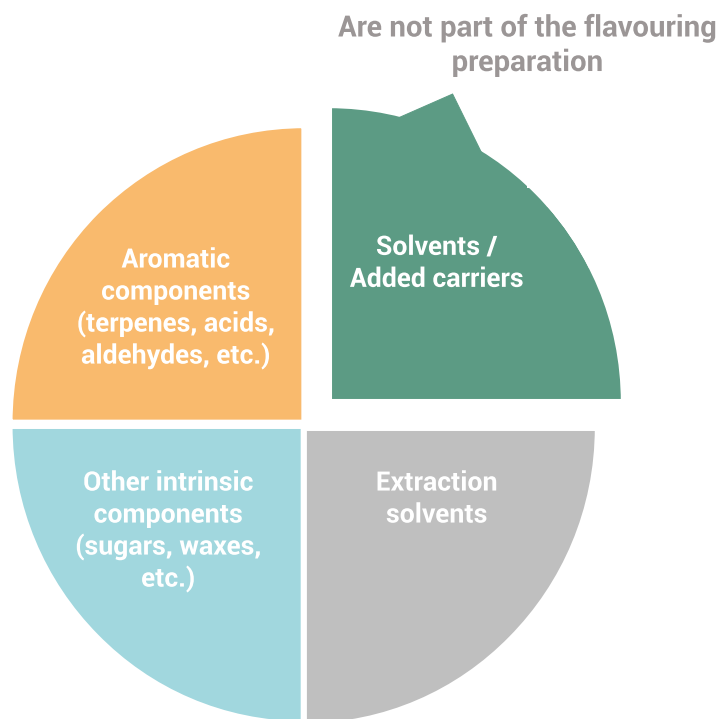 Are not part of the flavouring
preparation
Solvents /
Added carriers
Aromatic
components
(terpenes, acids,
aldehydes, etc.)
Other intrinsic
components
(sugars, waxes,
etc.)
Extraction
solvents